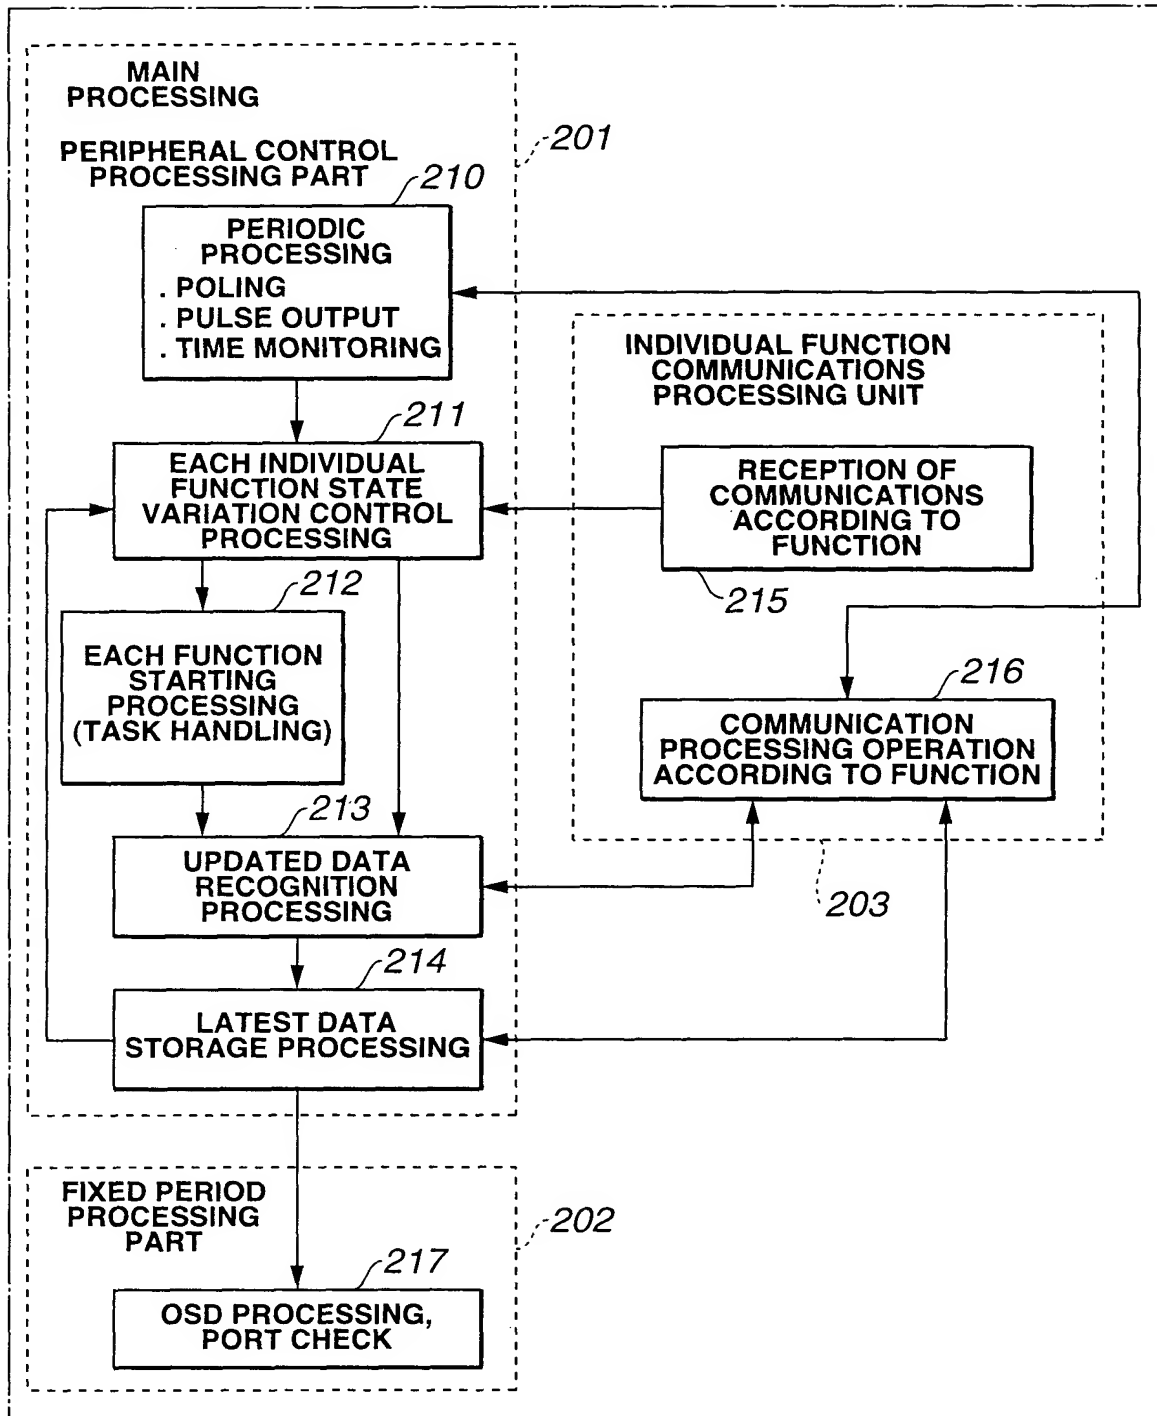 MAIN
PROCESSING
201
PERIPHERAL CONTROL
PROCESSING PART
210
PERIODIC
PROCESSING
. POLING
. PULSE OUTPUT
. TIME MONITORING
INDIVIDUAL FUNCTION
COMMUNICATIONS
PROCESSING UNIT
211
EACH INDIVIDUAL
FUNCTION STATE
VARIATION CONTROL
PROCESSING
RECEPTION OF
COMMUNICATIONS
ACCORDING TO
FUNCTION
215
212
EACH FUNCTION
STARTING
PROCESSING
(TASK HANDLING)
216
COMMUNICATION
PROCESSING OPERATION
ACCORDING TO FUNCTION
213
UPDATED DATA
RECOGNITION
PROCESSING
203
214
LATEST DATA
STORAGE PROCESSING
FIXED PERIOD
PROCESSING
PART
202
217
OSD PROCESSING,
PORT CHECK